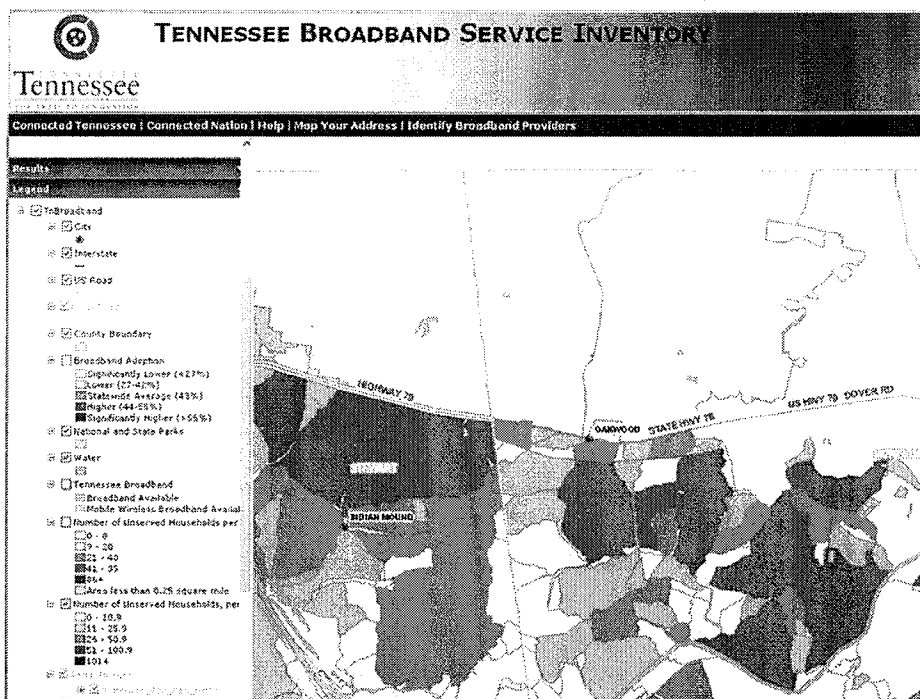 TENNESSEE BROADBAND SERVICE INVENTORY
Tennessee
Connected Tennessee | Connected Nation | Help | Map Your Address | Identify Broadband Providers
Results
Legend
TnBroadband
City
Interstate
US Road
County Boundary
Broadband Adoption
Significantly Lower (<27%)
Lower (27-42%)
Statewide Average (43%)
Higher (44-55%)
Significantly Higher (>55%)
National and State Parks
Water
Tennessee Broadband
Broadband Available
Mobile Wireless Broadband Availal
Number of Unserved Households per
0 - 8
9 - 20
21 - 40
41 - 85
86+
Area less than 0.25 square mile
Number of Unserved Households, per
0 - 10.9
11 - 25.9
26 - 50.9
51 - 100.9
101+
HIGHWAY 79
OAKWOOD
STATE HWY 76
US HWY 79
DOVER RD
INDIAN MOUND